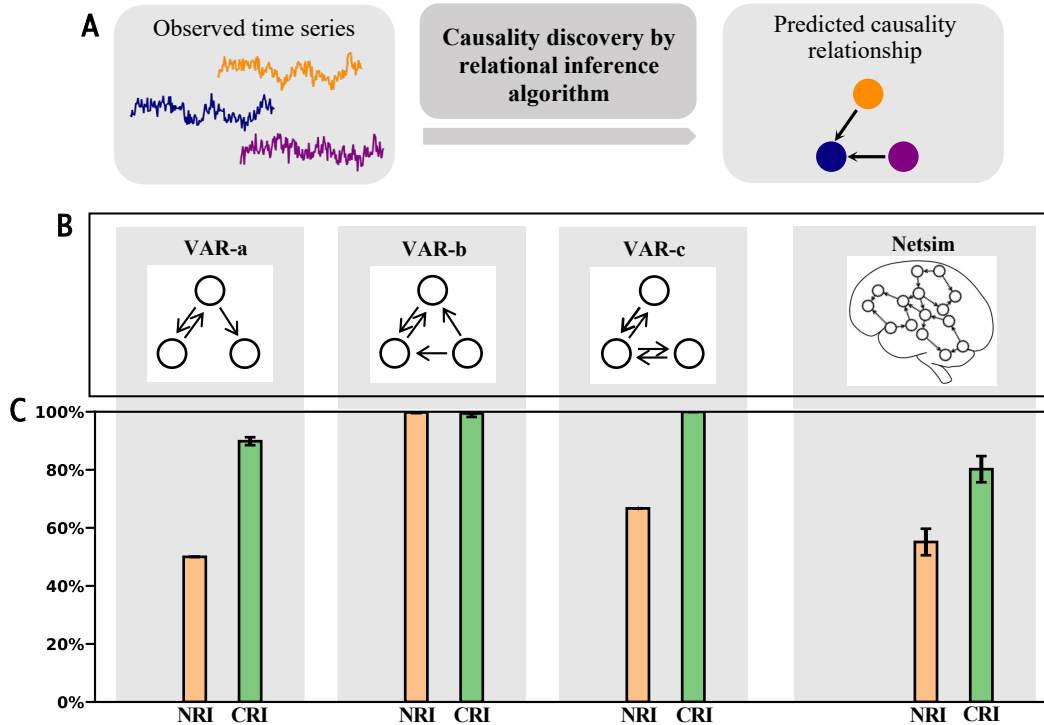 A
Observed time series
Causality discovery by
relational inference
algorithm
Predicted causality
relationship
B
VAR-a
VAR-b
VAR-c
Netsim
C
100%
80%
60%
40%
20%
0%
NRI CRI
NRI CRI
NRI CRI
NRI CRI